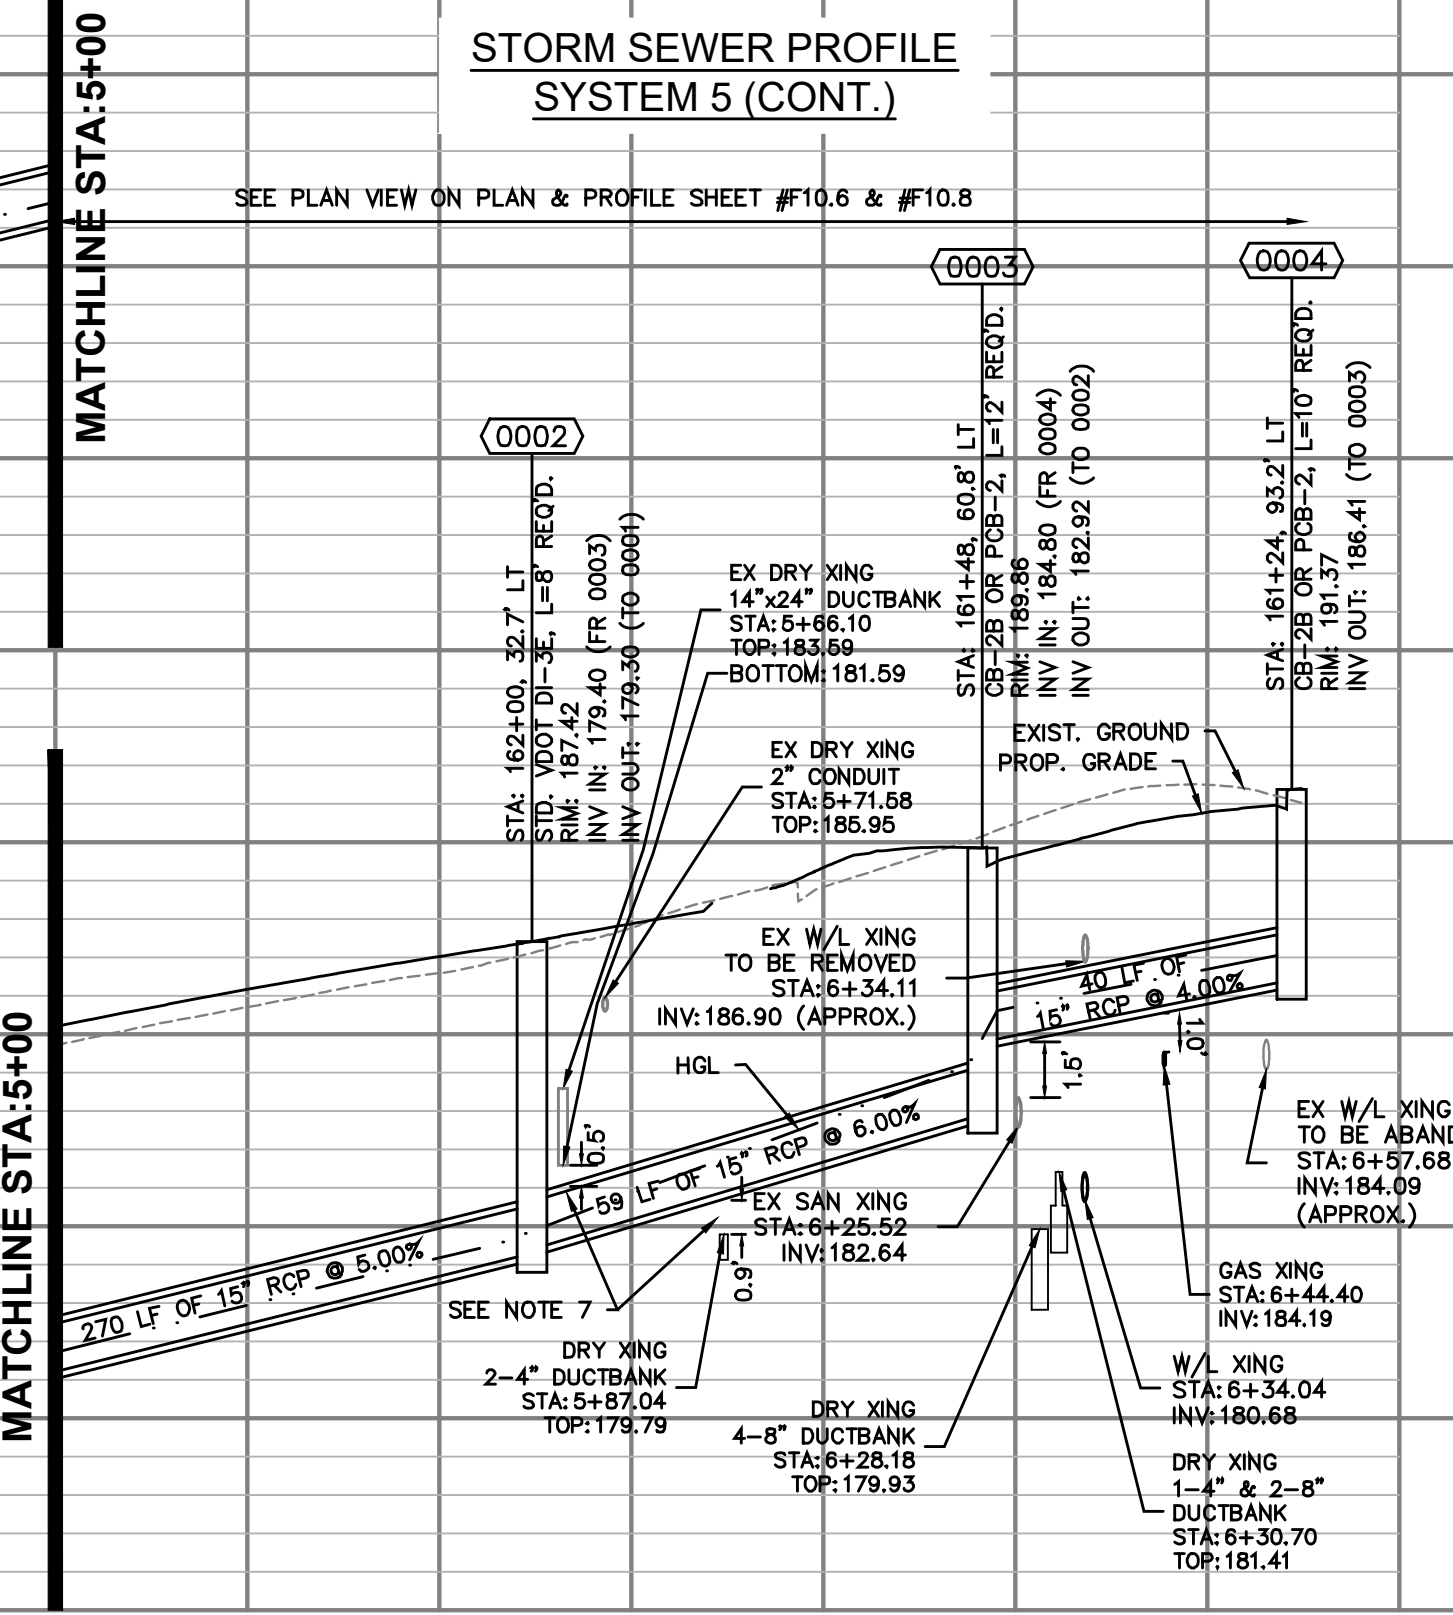 STORM SEWER PROFILE
SYSTEM 5 (CONT.)
MATCHLINE STA:5+00
SEE PLAN VIEW ON PLAN & PROFILE SHEET #F10.6 & #F10.8
0002
STA: 162+00, 32.7' LT
STD. VDOT DI-3E, L=8' REQ'D.
RIM: 187.42
INV IN: 179.40 (FR 0003)
INV OUT: 179.30 (TO 0001)
0003
STA: 161+48, 60.8' LT
CB-2B OR PCB-2, L=12' REQ'D.
RIM: 189.86
INV IN: 184.80 (FR 0004)
INV OUT: 182.92 (TO 0002)
0004
STA: 161+24, 93.2' LT
CB-2B OR PCB-2, L=10' REQ'D.
RIM: 191.37
INV OUT: 186.41 (TO 0003)
EX DRY XING
14"x24" DUCTBANK
STA:5+66.10
TOP:183.59
BOTTOM:181.59
EX DRY XING
2" CONDUIT
STA:5+71.58
TOP:185.95
EXIST. GROUND
PROP. GRADE
EX W/L XING
TO BE REMOVED
STA:6+34.11
INV:186.90 (APPROX.)
40 LF OF
15" RCP @ 4.00%
1.0'
1.5'
HGL
0.5'
59 LF OF 15" RCP @ 6.00%
EX SAN XING
STA:6+25.52
INV:182.64
0.9'
270 LF OF 15" RCP @ 5.00%
SEE NOTE 7
MATCHLINE STA:5+00
EX W/L XING
TO BE ABAND
STA:6+57.68
INV:184.09
(APPROX.)
GAS XING
STA:6+44.40
INV:184.19
DRY XING
2-4" DUCTBANK
STA:5+87.04
TOP:179.79
W/L XING
STA:6+34.04
INV:180.68
DRY XING
4-8" DUCTBANK
STA:6+28.18
TOP:179.93
DRY XING
1-4" & 2-8"
DUCTBANK
STA:6+30.70
TOP:181.41